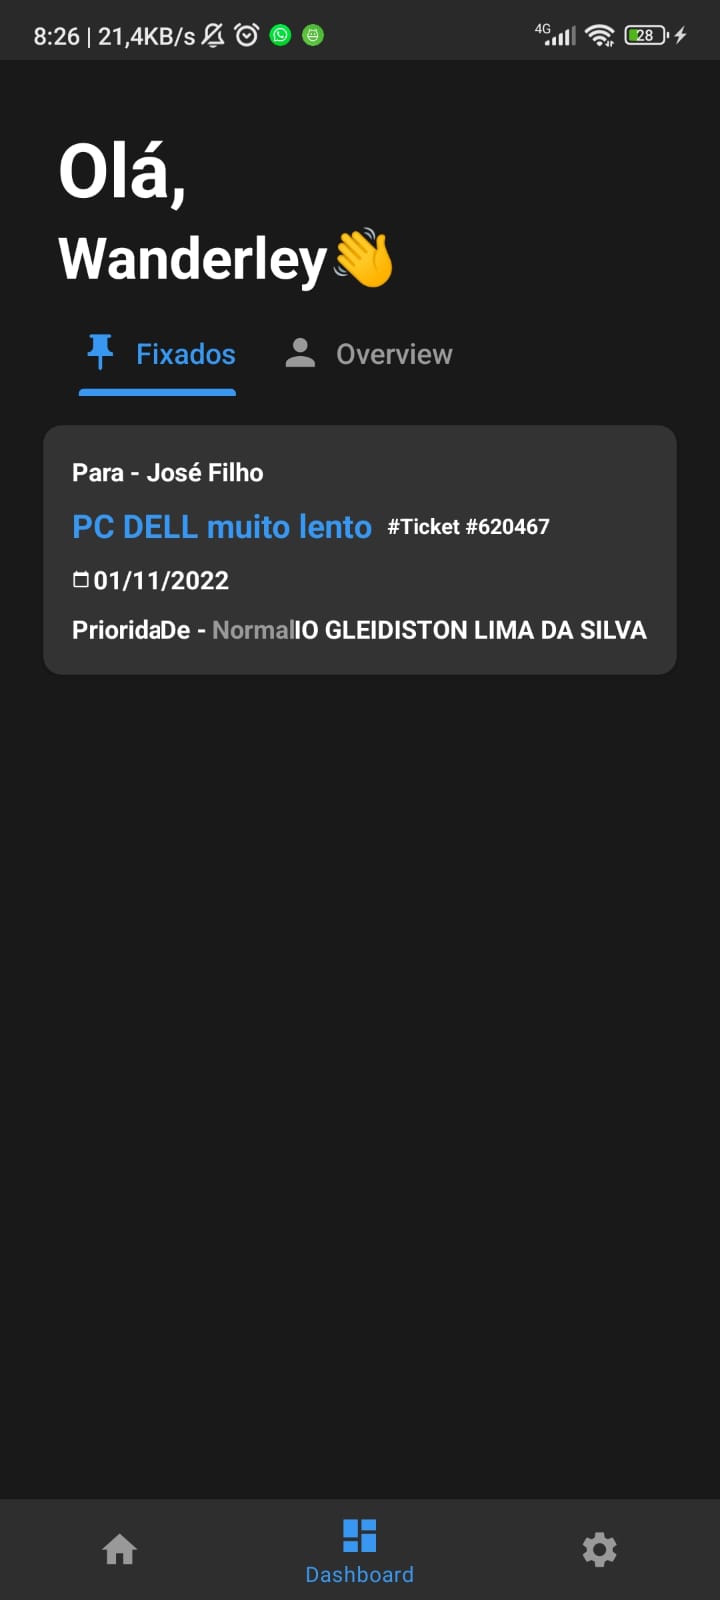 8:26 | 21,4KB/s 4G 28
Olá,
Wanderley👋
Fixados Overview
Para - José Filho
PC DELL muito lento #Ticket #620467
01/11/2022
PrioridaDe - NormalIO GLEIDISTON LIMA DA SILVA
Dashboard